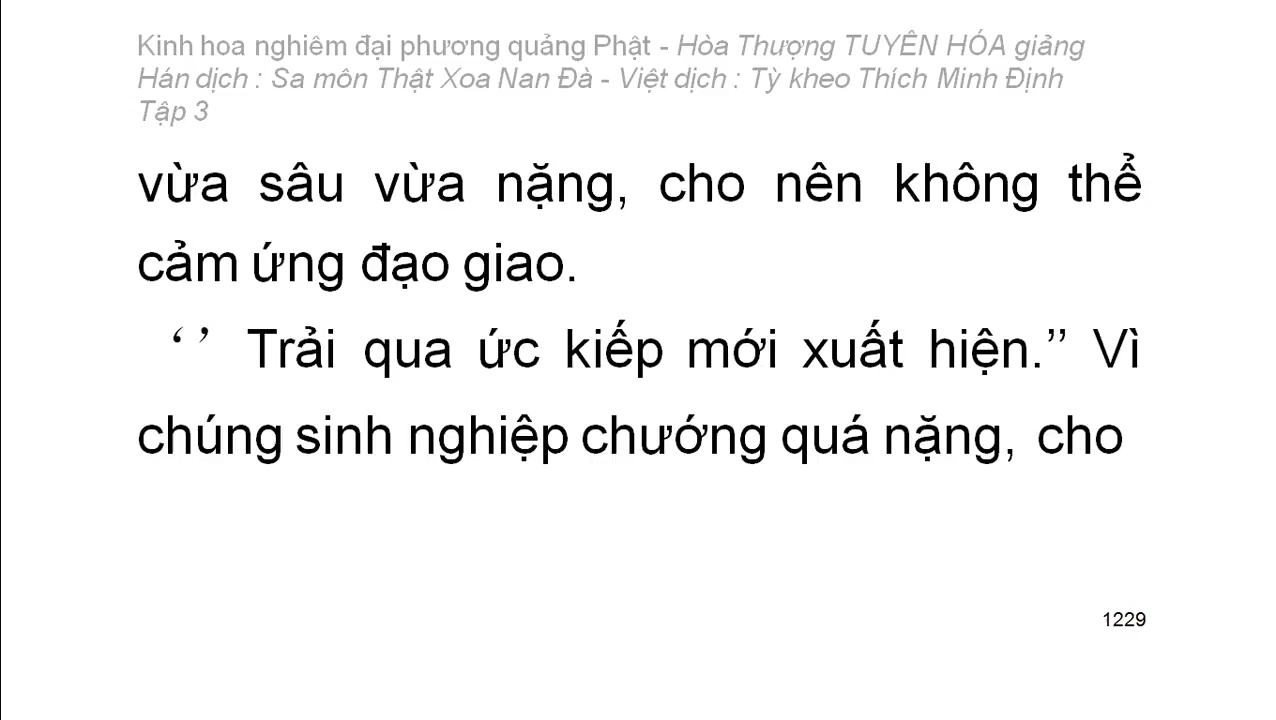 Kinh hoa nghiêm đại phương quảng Phật - Hòa Thượng TUYÊN HÓA giảng
Hán dịch : Sa môn Thật Xoa Nan Đà - Việt dịch : Tỳ kheo Thích Minh Định
Tập 3
vừa sâu vừa nặng, cho nên không thể
cảm ứng đạo giao.
‘’ Trải qua ức kiếp mới xuất hiện.’’ Vì
chúng sinh nghiệp chướng quá nặng, cho
1229